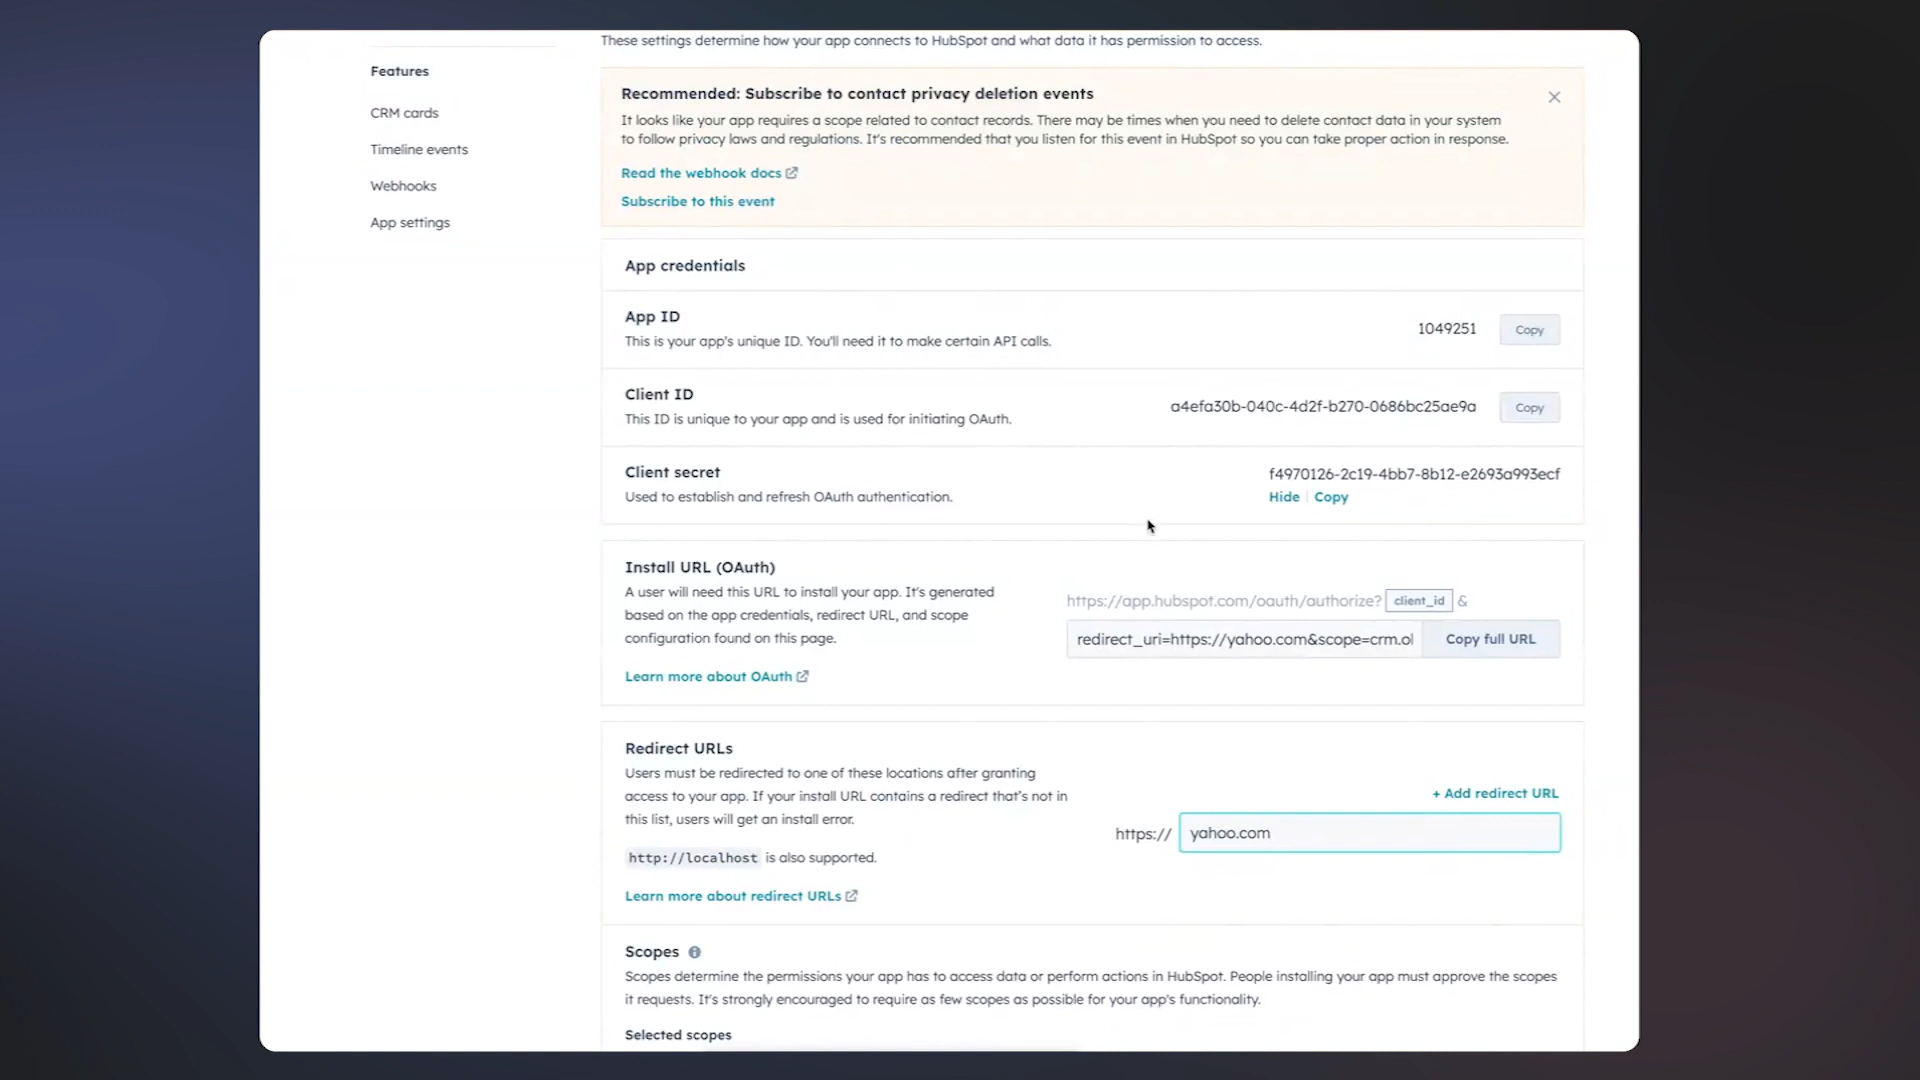 These settings determine how your app connects to HubSpot and what data it has permission to access.
Features
CRM cards
Timeline events
Webhooks
App settings
Recommended: Subscribe to contact privacy deletion events
It looks like your app requires a scope related to contact records. There may be times when you need to delete contact data in your system
to follow privacy laws and regulations. It's recommended that you listen for this event in HubSpot so you can take proper action in response.
Read the webhook docs
Subscribe to this event
App credentials
App ID
This is your app's unique ID. You'll need it to make certain API calls.
1049251
Copy
Client ID
This ID is unique to your app and is used for initiating OAuth.
a4efa30b-040c-4d2f-b270-0686bc25ae9a
Copy
Client secret
Used to establish and refresh OAuth authentication.
f4970126-2c19-4bb7-8b12-e2693a993ecf
Hide
Copy
Install URL (OAuth)
A user will need this URL to install your app. It's generated
based on the app credentials, redirect URL, and scope
configuration found on this page.
Learn more about OAuth
https://app.hubspot.com/oauth/authorize? client_id &
redirect_uri=https://yahoo.com&scope=crm.ol
Copy full URL
Redirect URLs
Users must be redirected to one of these locations after granting
access to your app. If your install URL contains a redirect that's not in
this list, users will get an install error.
http://localhost is also supported.
Learn more about redirect URLs
+ Add redirect URL
https:// yahoo.com
Scopes
Scopes determine the permissions your app has to access data or perform actions in HubSpot. People installing your app must approve the scopes
it requests. It's strongly encouraged to require as few scopes as possible for your app's functionality.
Selected scopes